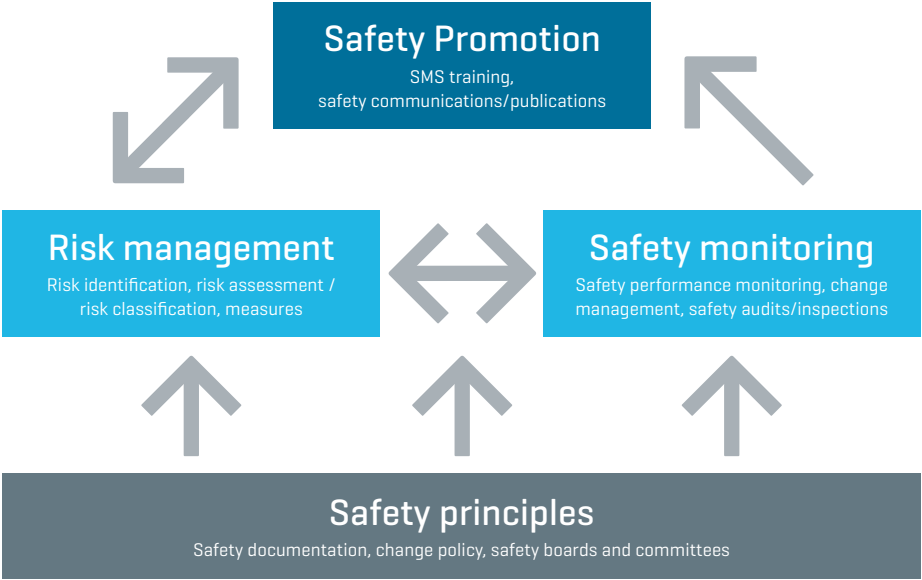 Safety Promotion
SMS training,
safety communications/publications
Risk management
Risk identification, risk assessment /
risk classification, measures
Safety monitoring
Safety performance monitoring, change
management, safety audits/inspections
Safety principles
Safety documentation, change policy, safety boards and committees